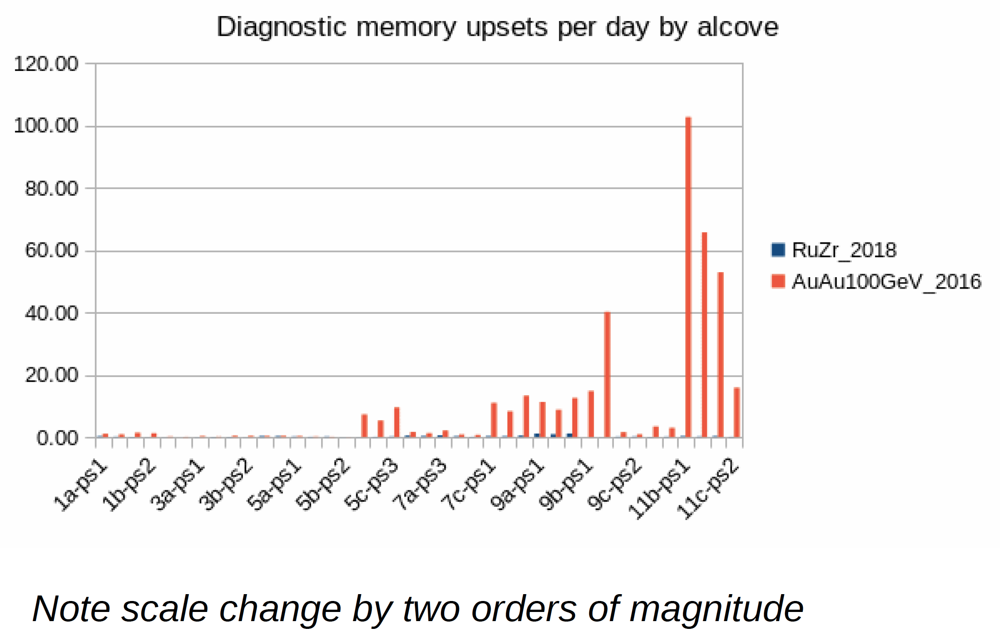 Diagnostic memory upsets per day by alcove
120.00
100.00
80.00
60.00
40.00
20.00
0.00
RuZr_2018
AuAu100GeV_2016
1a-ps1
1b-ps2
3a-ps1
3b-ps2
5a-ps1
5b-ps2
5c-ps3
7a-ps3
7c-ps1
9a-ps1
9b-ps1
9c-ps2
11b-ps1
11c-ps2
Note scale change by two orders of magnitude